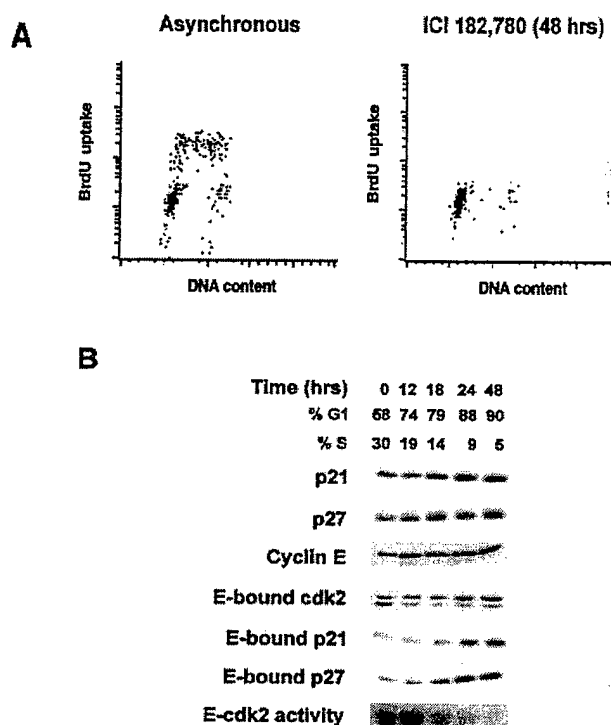 A
Asynchronous
ICI 182,780 (48 hrs)
BrdU uptake
DNA content
BrdU uptake
DNA content
B
Time (hrs) 0 12 18 24 48
% G1 58 74 79 88 90
% S 30 19 14 9 5
p21
p27
Cyclin E
E-bound cdk2
E-bound p21
E-bound p27
E-cdk2 activity